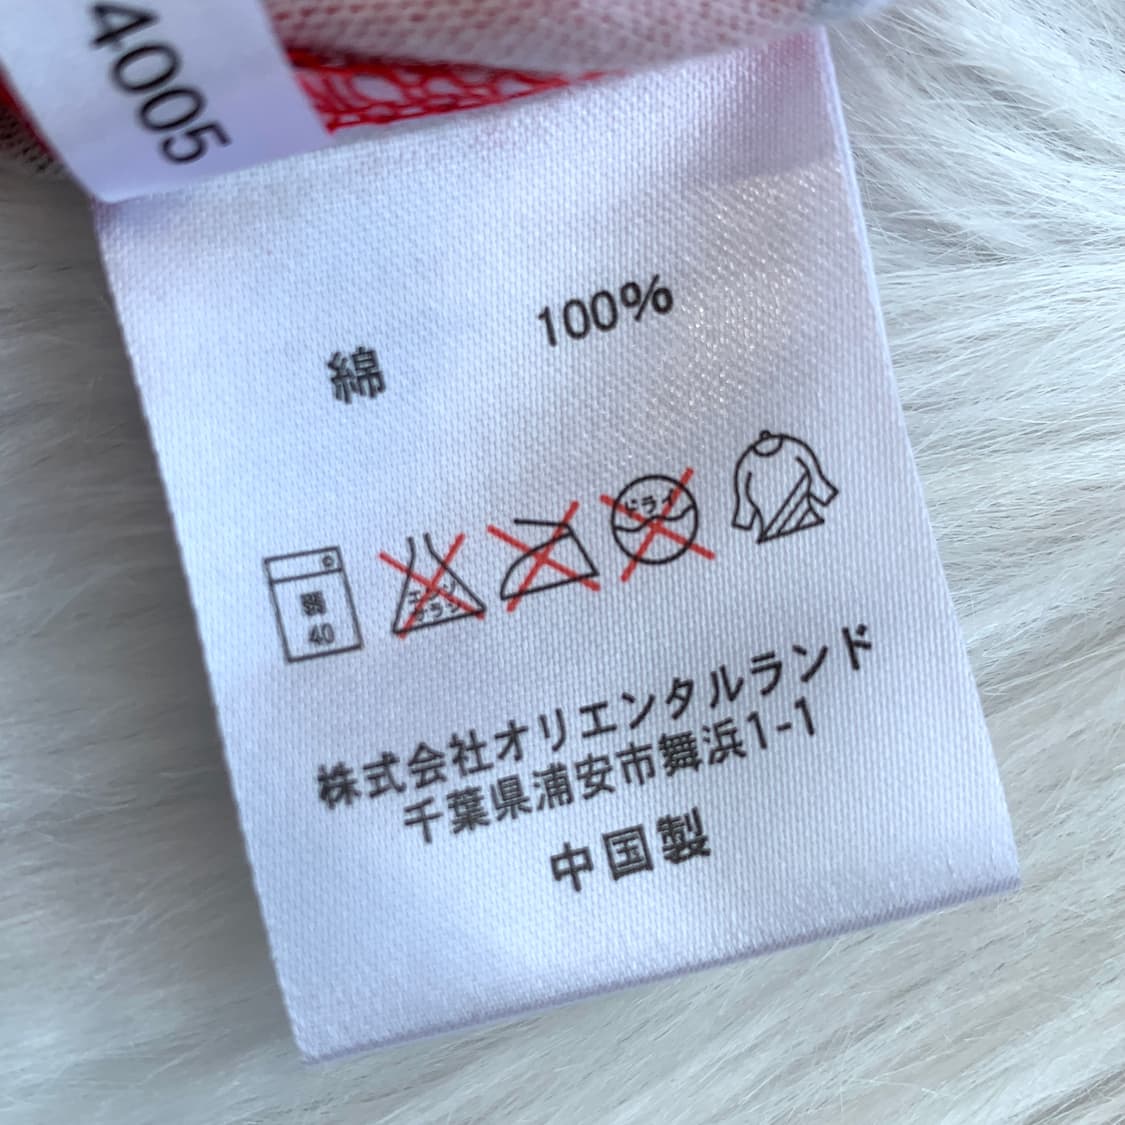 4005
綿 100%
弱
40
エンソ
サラシ
ドライ
株式会社オリエンタルランド
千葉県浦安市舞浜1-1
中国製